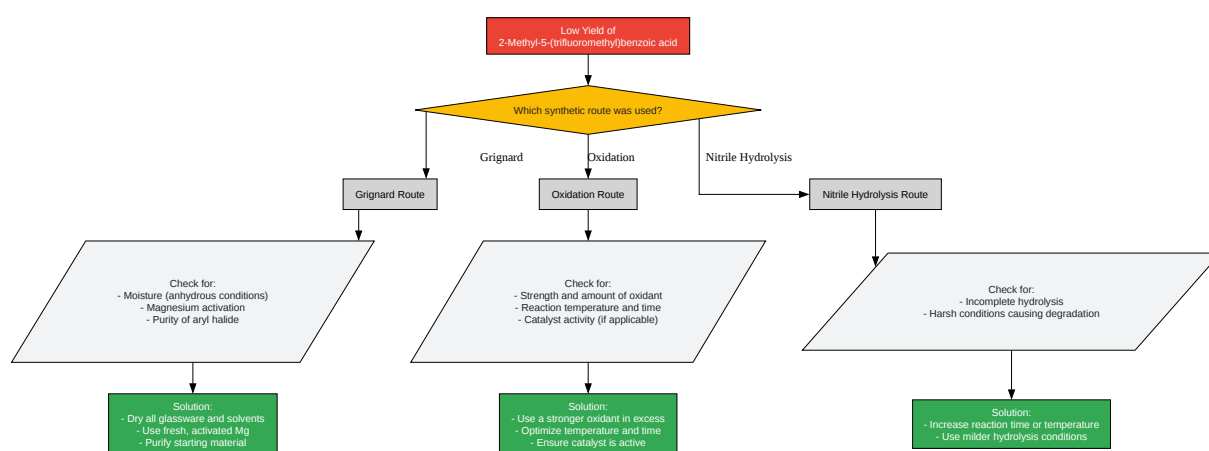 Low Yield of
2-Methyl-5-(trifluoromethyl)benzoic acid
Which synthetic route was used?
Grignard
Oxidation
Nitrile Hydrolysis
Grignard Route
Oxidation Route
Nitrile Hydrolysis Route
Check for:
- Moisture (anhydrous conditions)
- Magnesium activation
- Purity of aryl halide
Check for:
- Strength and amount of oxidant
- Reaction temperature and time
- Catalyst activity (if applicable)
Check for:
- Incomplete hydrolysis
- Harsh conditions causing degradation
Solution:
- Dry all glassware and solvents
- Use fresh, activated Mg
- Purify starting material
Solution:
- Use a stronger oxidant in excess
- Optimize temperature and time
- Ensure catalyst is active
Solution:
- Increase reaction time or temperature
- Use milder hydrolysis conditions